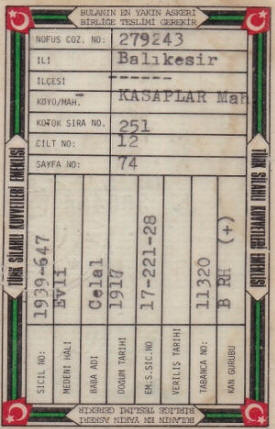 BULANIN EN YAKIN ASKERİ
BİRLİĞE TESLİMİ GEREKİR
NÜFUS CÜZ. NO: 279243
İLİ Balıkesir
İLÇESİ ------
KÖYÜ/MAH. KASAPLAR Mah
KÜTÜK SIRA NO. 251
CİLT NO: 12
SAYFA NO: 74
SİCİL NO: 1939-647
MEDENİ HALİ Evli
BABA ADI Celal
DOĞUM TARİHİ 1917
EM.S.SİC.NO 17-221-28
VERİLİŞ TARİHİ
TABANCA NO: 11320
KAN GURUBU B RH (+)
TÜRK SİLAHLI KUVVETLERİ EMEKLİSİ
TÜRK SİLAHLI KUVVETLERİ EMEKLİSİ
BULANIN EN YAKIN ASKERİ
BİRLİĞE TESLİMİ GEREKİR